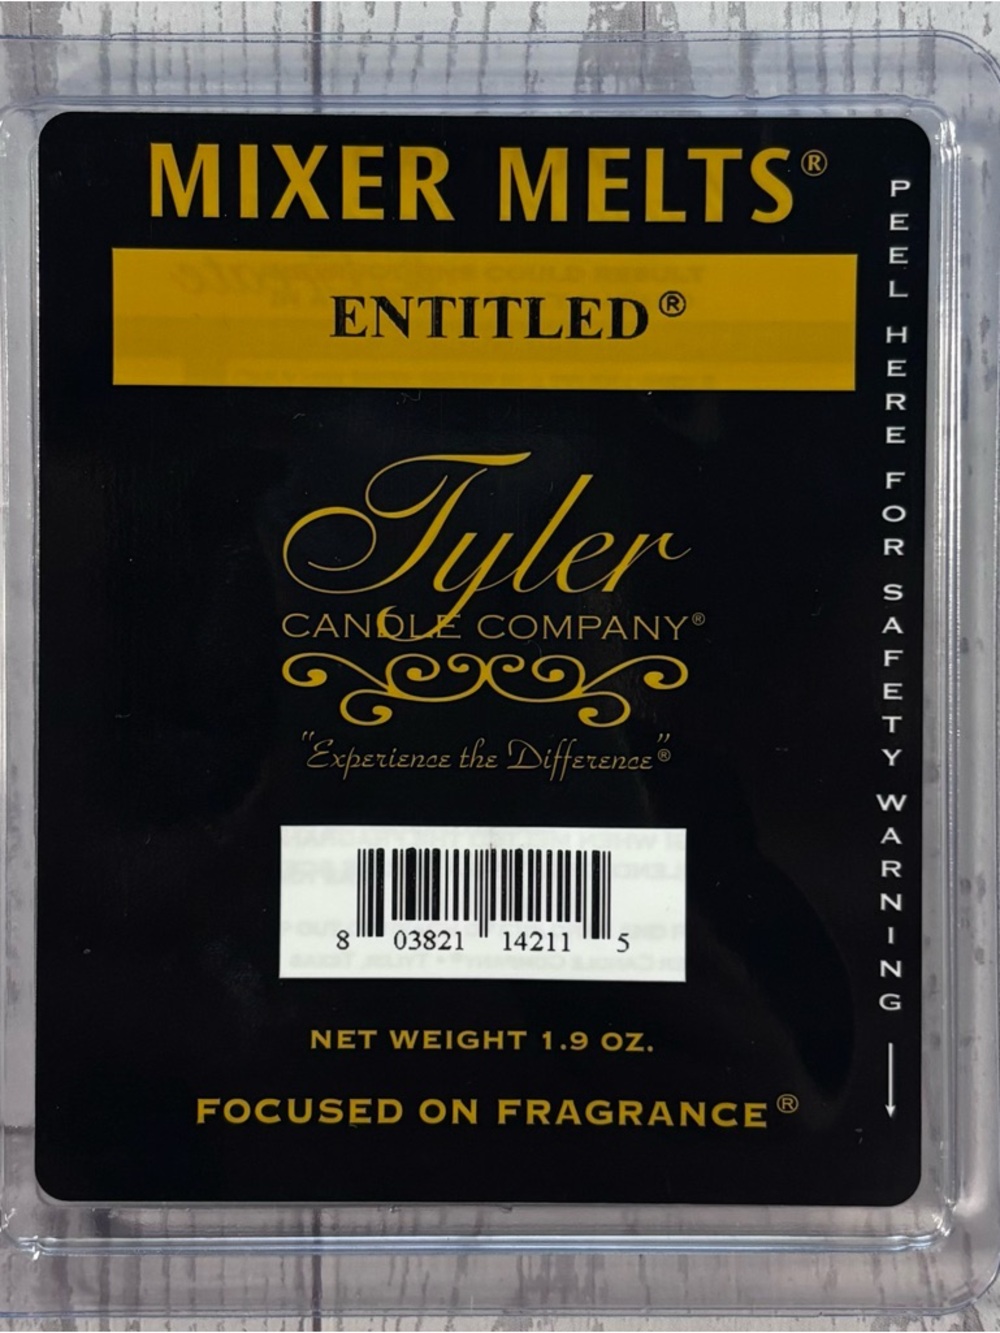 MIXER MELTS®
ENTITLED®
Tyler
CANDLE COMPANY®
"Experience the Difference"®
8 03821 14211 5
NET WEIGHT 1.9 OZ.
FOCUSED ON FRAGRANCE®
PEEL HERE FOR SAFETY WARNING